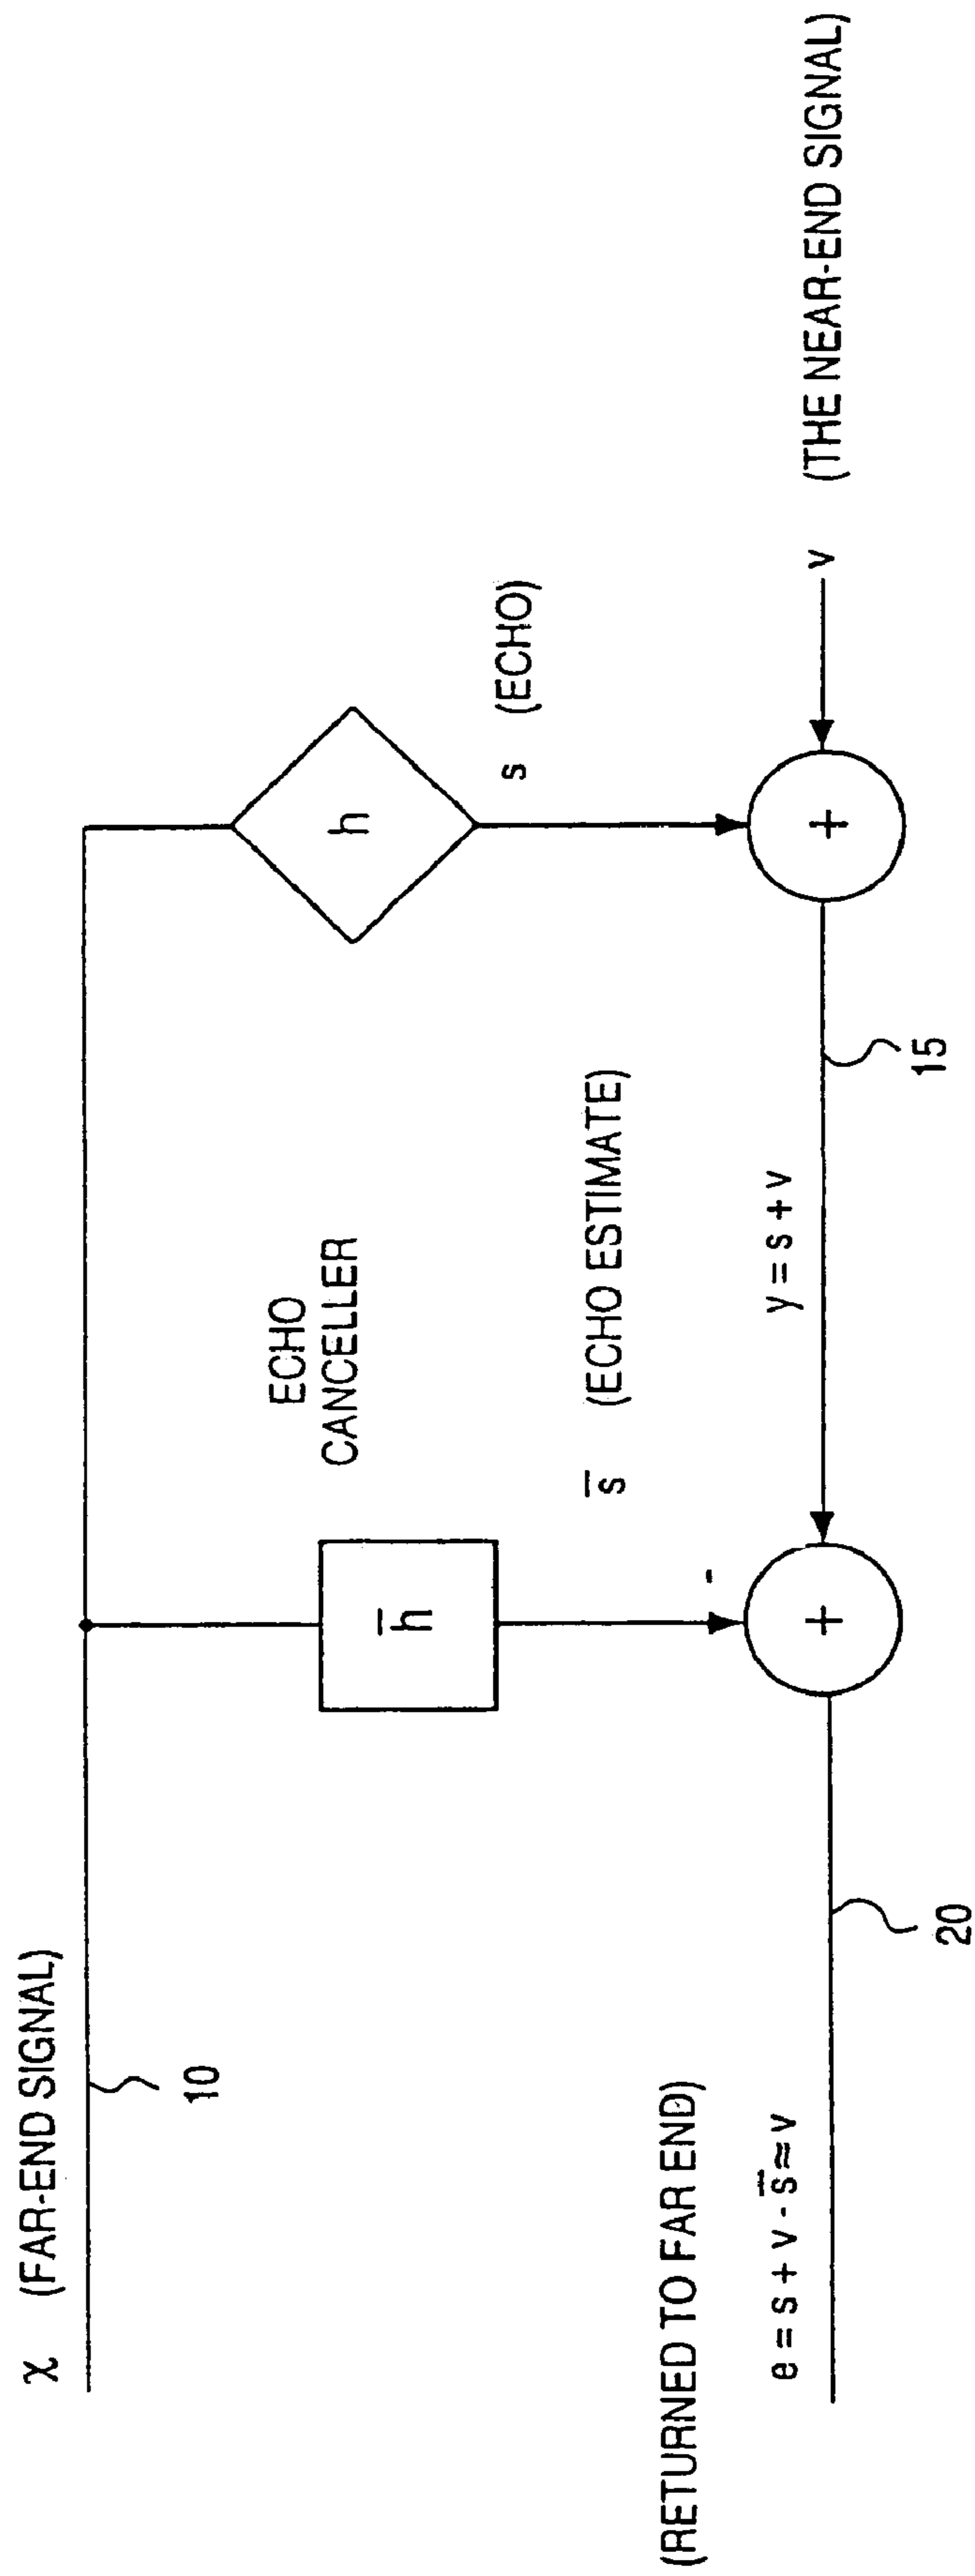 χ (FAR-END SIGNAL)
10
ECHO
CANCELLER
h̅
h
s (ECHO)
s̅ (ECHO ESTIMATE)
(RETURNED TO FAR END)
-
y = s + v
e = s + v - s̅ ≈ v
+
+
v (THE NEAR-END SIGNAL)
15
20